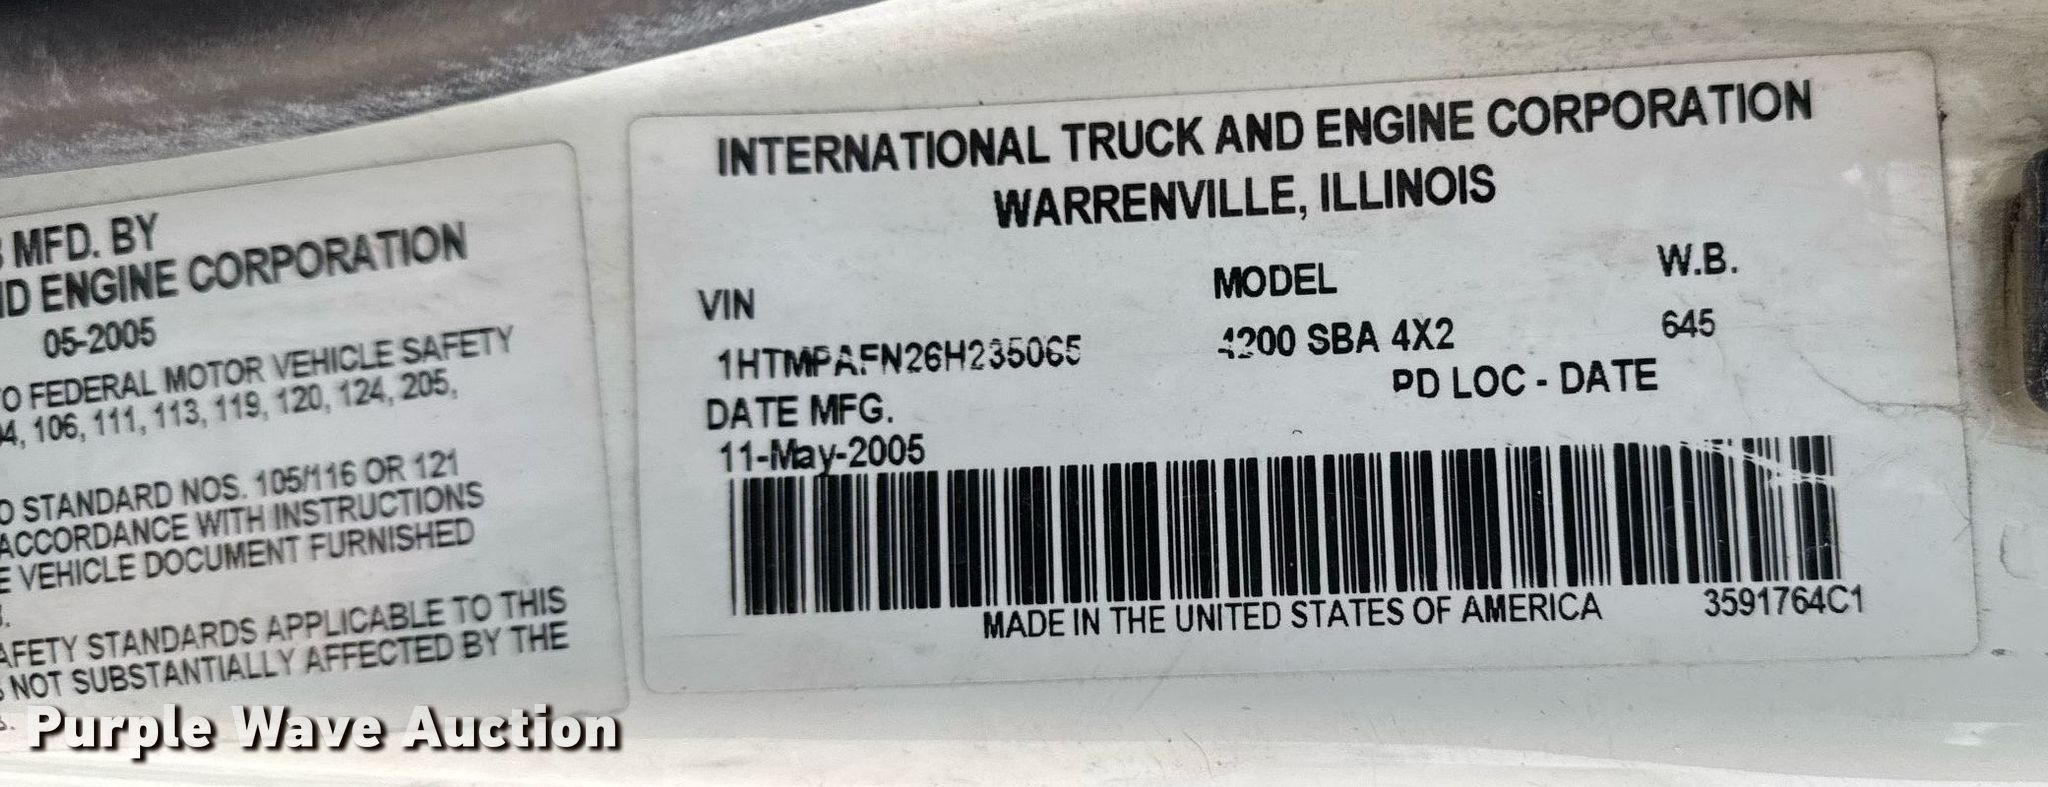 MFD. BY
ND ENGINE CORPORATION
05-2005
TO FEDERAL MOTOR VEHICLE SAFETY
04, 106, 111, 113, 119, 120, 124, 205,
STANDARD NOS. 105/116 OR 121
ACCORDANCE WITH INSTRUCTIONS
E VEHICLE DOCUMENT FURNISHED
AFETY STANDARDS APPLICABLE TO THIS
NOT SUBSTANTIALLY AFFECTED BY THE
INTERNATIONAL TRUCK AND ENGINE CORPORATION
WARRENVILLE, ILLINOIS
VIN MODEL W.B.
1HTMPAFN26H235065 4200 SBA 4X2 645
DATE MFG. PD LOC - DATE
11-May-2005
MADE IN THE UNITED STATES OF AMERICA 3591764C1
Purple Wave Auction